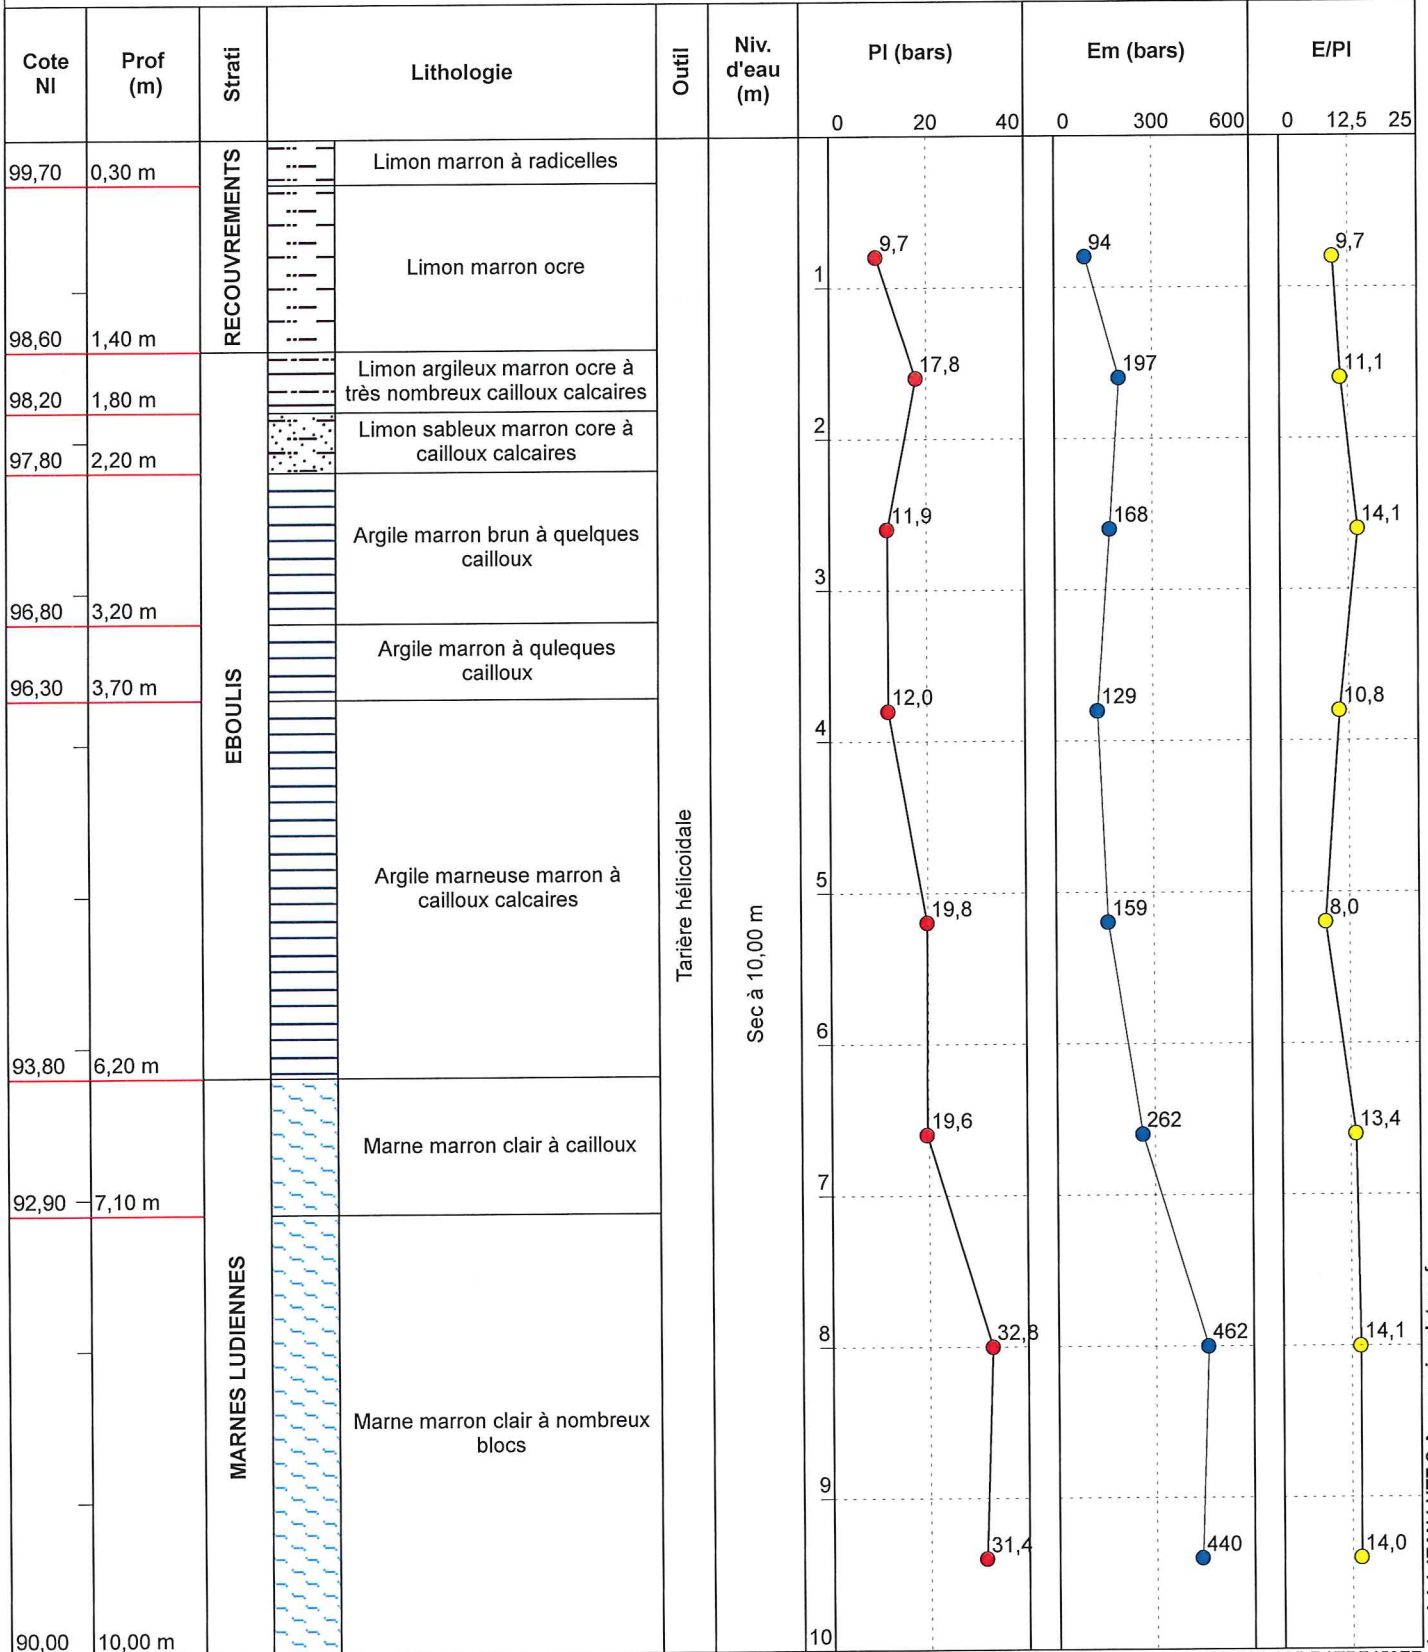 Cote
NI
Prof
(m)
Strati
Lithologie
Outil
Niv.
d'eau
(m)
Pl (bars)
Em (bars)
E/Pl
0 20 40
0 300 600
0 12,5 25
99,70 0,30 m
98,60 1,40 m
98,20 1,80 m
97,80 2,20 m
96,80 3,20 m
96,30 3,70 m
93,80 6,20 m
92,90 7,10 m
90,00 10,00 m
RECOUVREMENTS
EBOULIS
MARNES LUDIENNES
Limon marron à radicelles
Limon marron ocre
Limon argileux marron ocre à
très nombreux cailloux calcaires
Limon sableux marron core à
cailloux calcaires
Argile marron brun à quelques
cailloux
Argile marron à quleques
cailloux
Argile marneuse marron à
cailloux calcaires
Marne marron clair à cailloux
Marne marron clair à nombreux
blocs
Tarière hélicoidale
Sec à 10,00 m
1
2
3
4
5
6
7
8
9
10
9,7 94 9,7
17,8 197 11,1
11,9 168 14,1
12,0 129 10,8
19,8 159 8,0
19,6 262 13,4
32,8 462 14,1
31,4 440 14,0